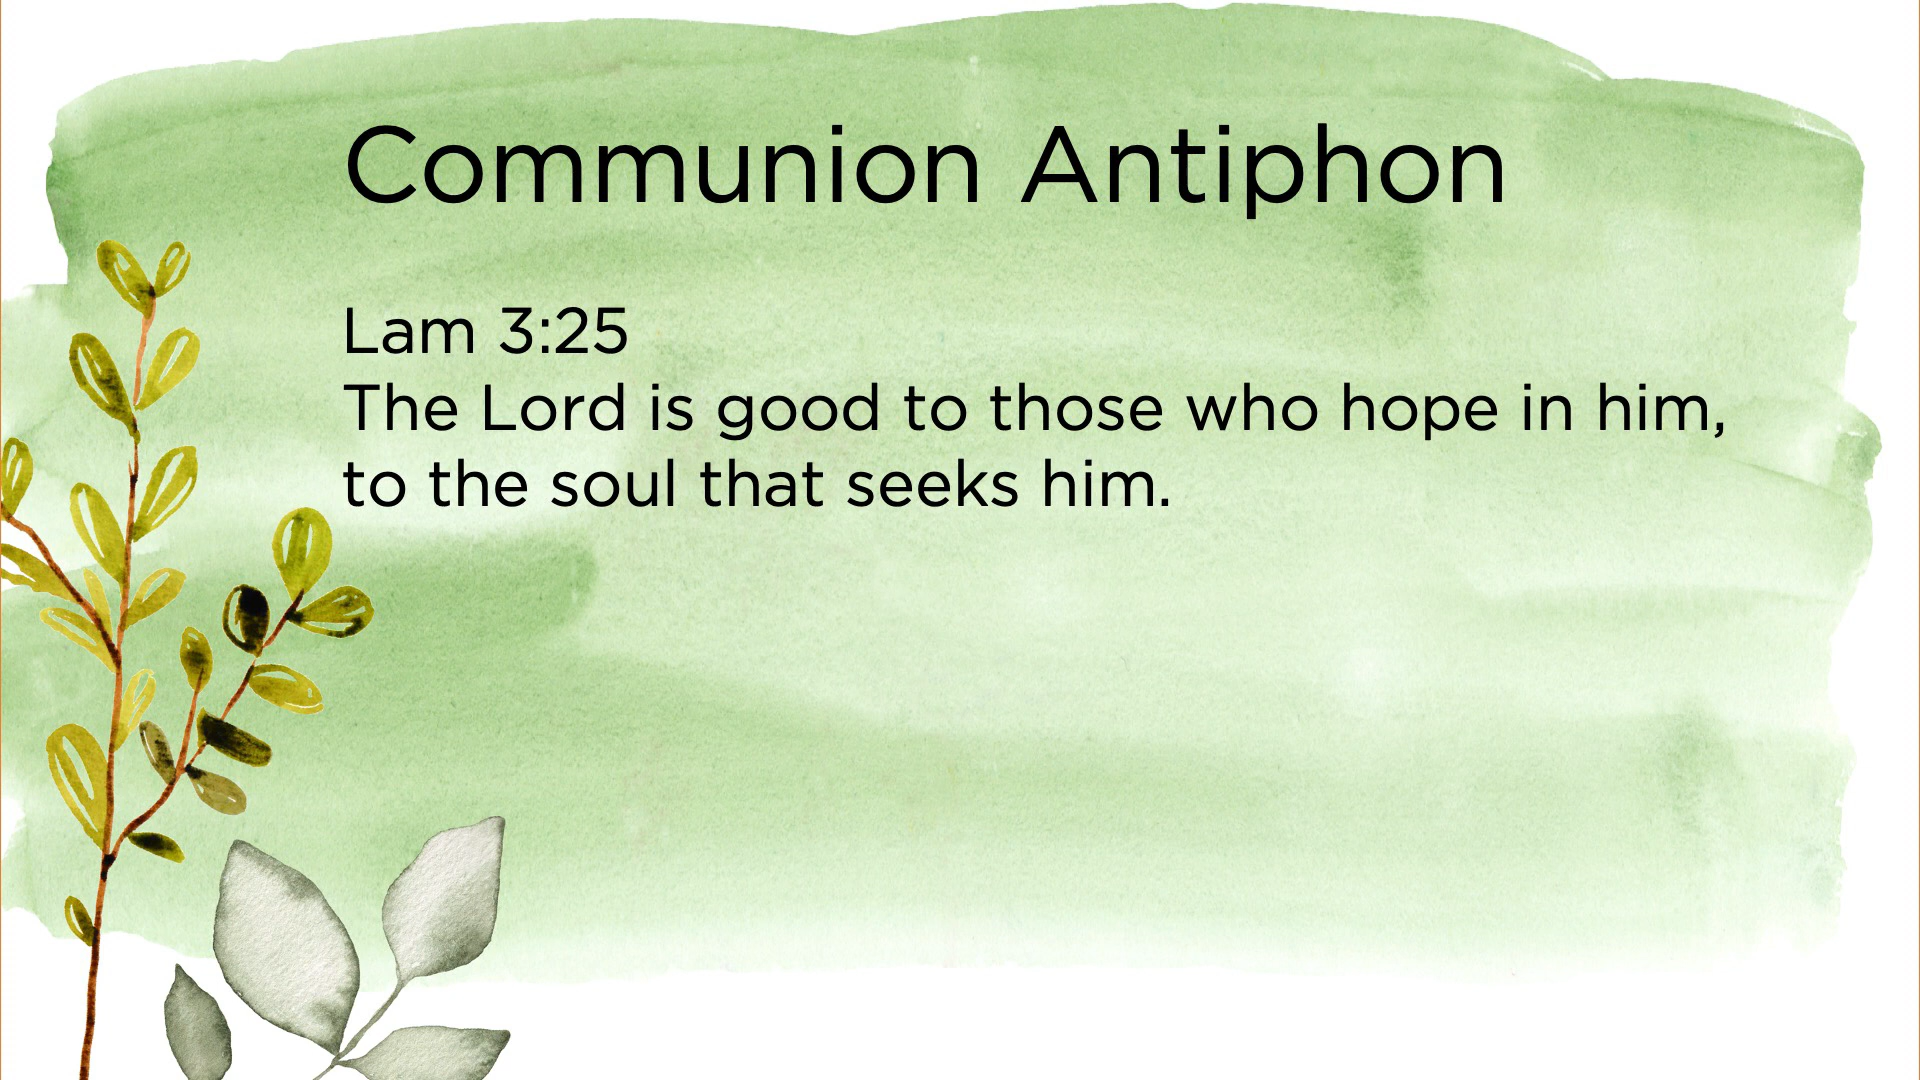 Communion Antiphon
Lam 3:25
The Lord is good to those who hope in him,
to the soul that seeks him.